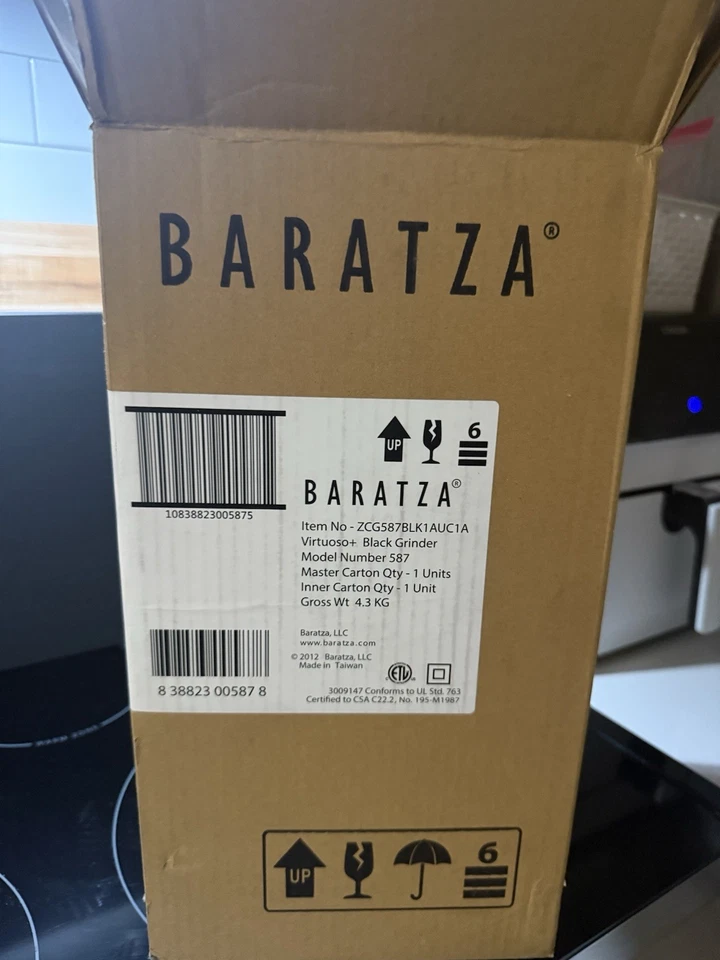 BARATZA®
UP 6
10838823005875
BARATZA®
Item No - ZCG587BLK1AUC1A
Virtuoso+ Black Grinder
Model Number 587
Master Carton Qty - 1 Units
Inner Carton Qty - 1 Unit
Gross Wt 4.3 KG
Baratza, LLC
www.baratza.com
© 2012 Baratza, LLC
Made in Taiwan
ETL
8 38823 00587 8
3009147 Conforms to UL Std. 763
Certified to CSA C22.2, No. 195-M1987
UP 6